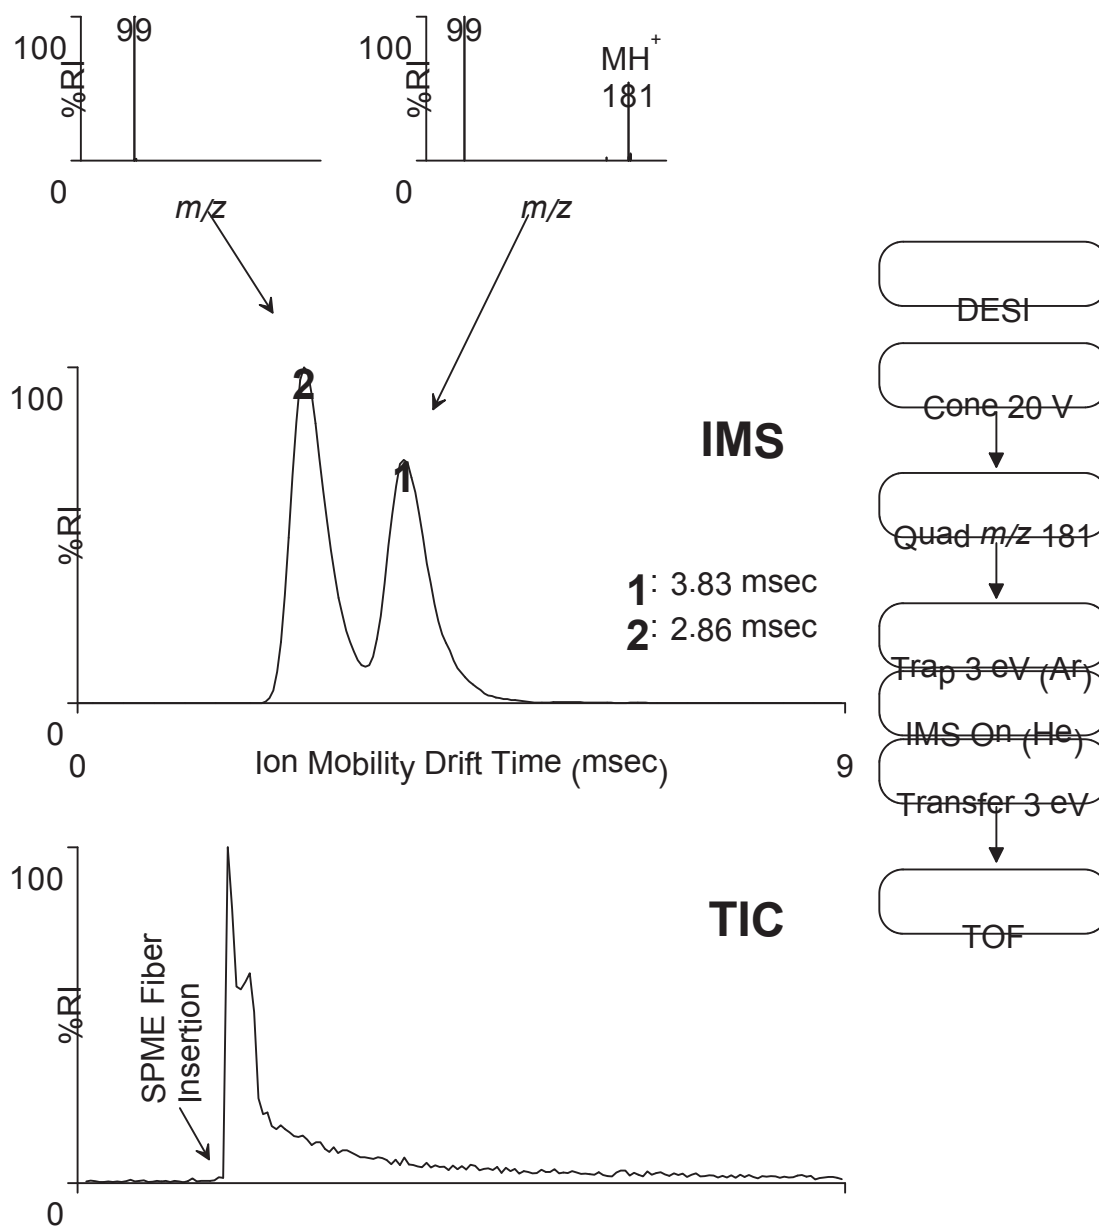 99
100
%RI
0
m/z
99
100
%RI
MH+
181
0
m/z
100
%RI
0
2
1
IMS
1: 3.83 msec
2: 2.86 msec
0
Ion Mobility Drift Time (msec)
9
100
%RI
0
TIC
SPME Fiber
Insertion
DESI
Cone 20 V
Quad m/z 181
Trap 3 eV (Ar)
IMS On (He)
Transfer 3 eV
TOF